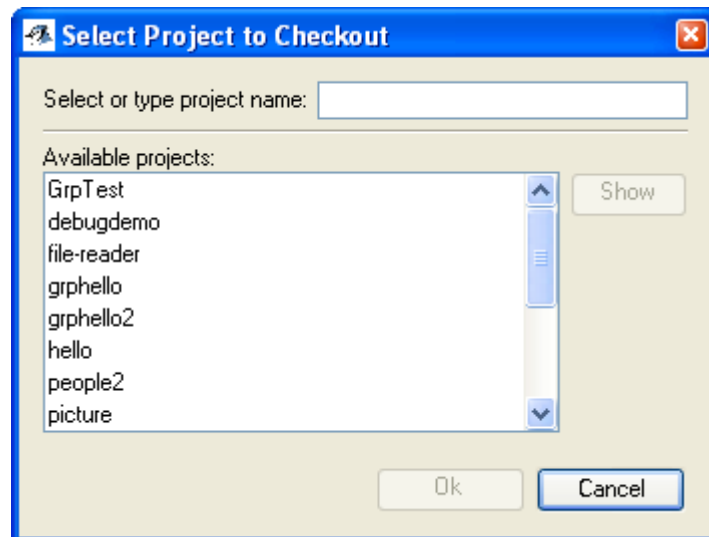 Select Project to Checkout
Select or type project name:
Available projects:
GrpTest
Show
debugdemo
file-reader
grphello
grphello2
hello
people2
picture
Ok
Cancel